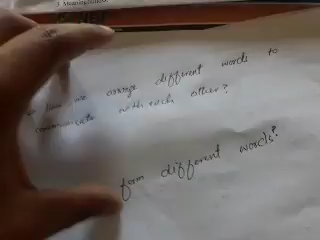 How we arrange different words to
communicate with each other?
form different words?